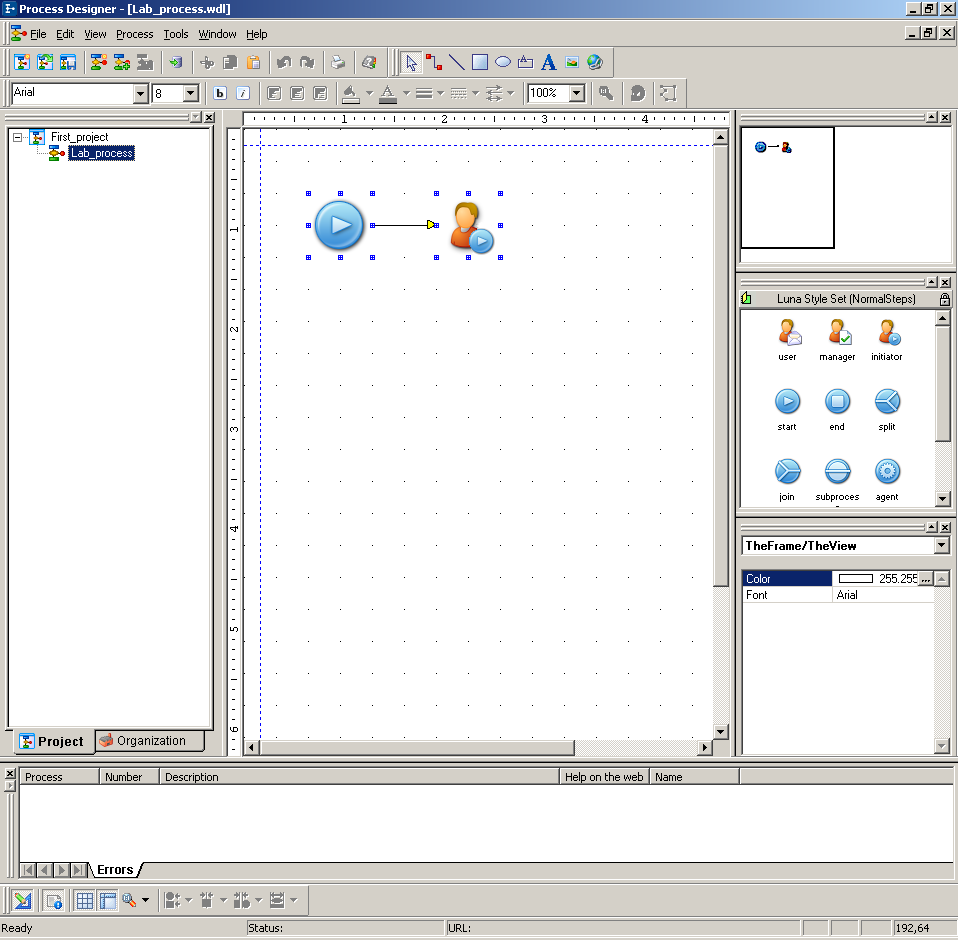 Process Designer - [Lab_process.wdl]
File Edit View Process Tools Window Help
Arial 8 b i 100%
First_project
Lab_process
Project Organization
1 2 3 4
1
2
3
4
5
6
Luna Style Set (NormalSteps)
user manager initiator
start end split
join subproces agent
TheFrame/TheView
Color 255.255 ...
Font Arial
Process Number Description Help on the web Name
Errors
Ready Status: URL: 192,64